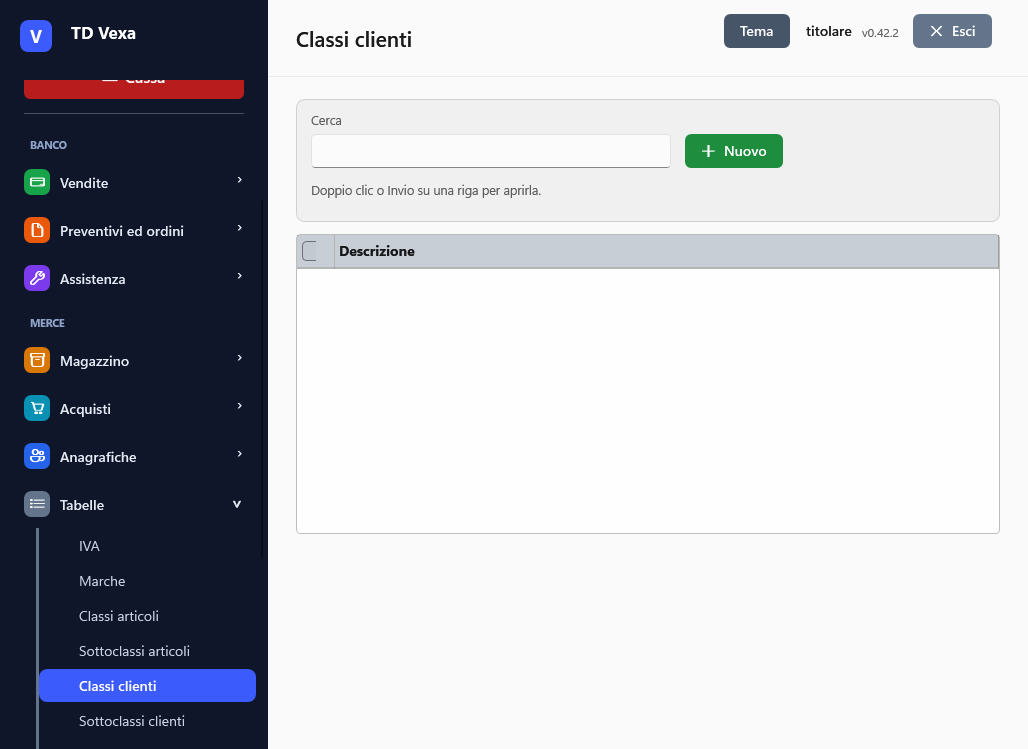 V
TD Vexa
Cassa
BANCO
Vendite
Preventivi ed ordini
Assistenza
MERCE
Magazzino
Acquisti
Anagrafiche
Tabelle
IVA
Marche
Classi articoli
Sottoclassi articoli
Classi clienti
Sottoclassi clienti
Classi clienti
Tema
titolare
v0.42.2
Esci
Cerca
Nuovo
Doppio clic o Invio su una riga per aprirla.
Descrizione